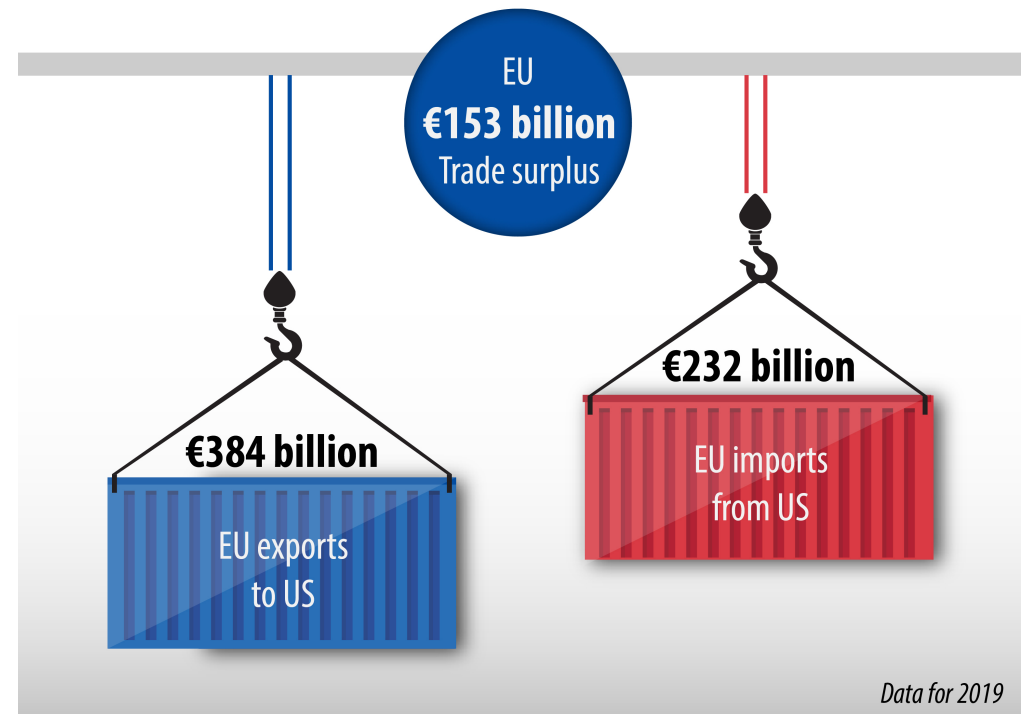 EU
€153 billion
Trade surplus
€232 billion
EU imports
from US
€384 billion
EU exports
to US
Data for 2019